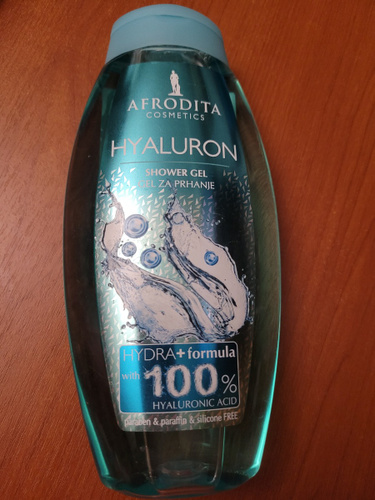 AFRODITA
COSMETICS
HYALURON
SHOWER GEL
GEL ZA PRHANJE
HYDRA+formula
with 100%
HYALURONIC ACID
paraben & paraffin & silicone FREE